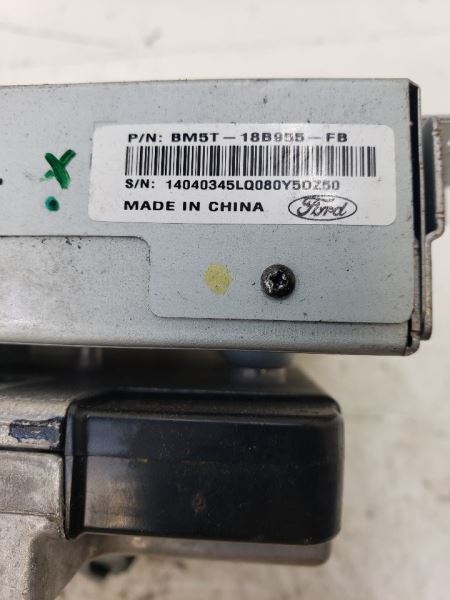 P/N: BM5T-18B955-FB
S/N: 14040345LQ080Y5DZ50
MADE IN CHINA Ford